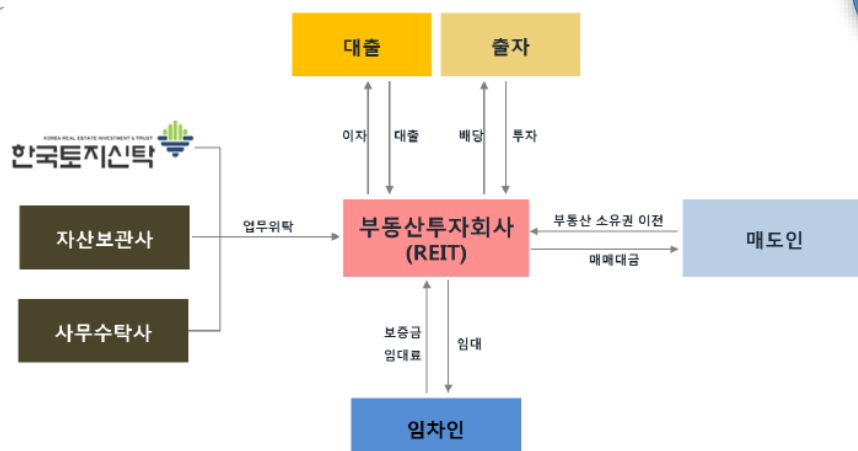 대출
출자
이자
대출
배당
투자
KOREA REAL ESTATE INVESTMENT & TRUST
한국토지신탁
자산보관사
사무수탁사
업무위탁
부동산투자회사
(REIT)
부동산 소유권 이전
매매대금
매도인
보증금
임대료
임대
임차인